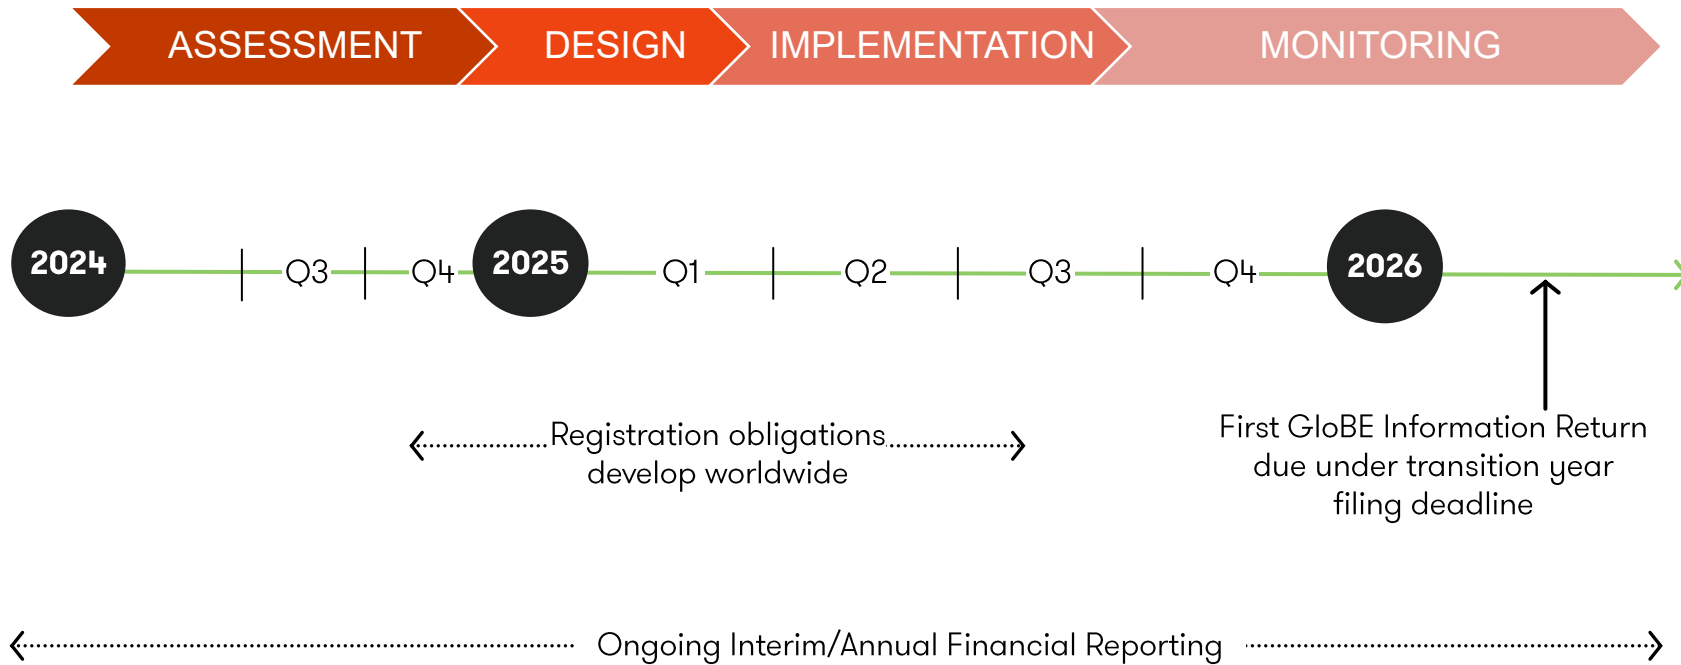 ASSESSMENT
DESIGN
IMPLEMENTATION
MONITORING
2024
Q3
Q4
2025
Q1
Q2
Q3
Q4
2026
Registration obligations
develop worldwide
First GloBE Information Return
due under transition year
filing deadline
Ongoing Interim/Annual Financial Reporting